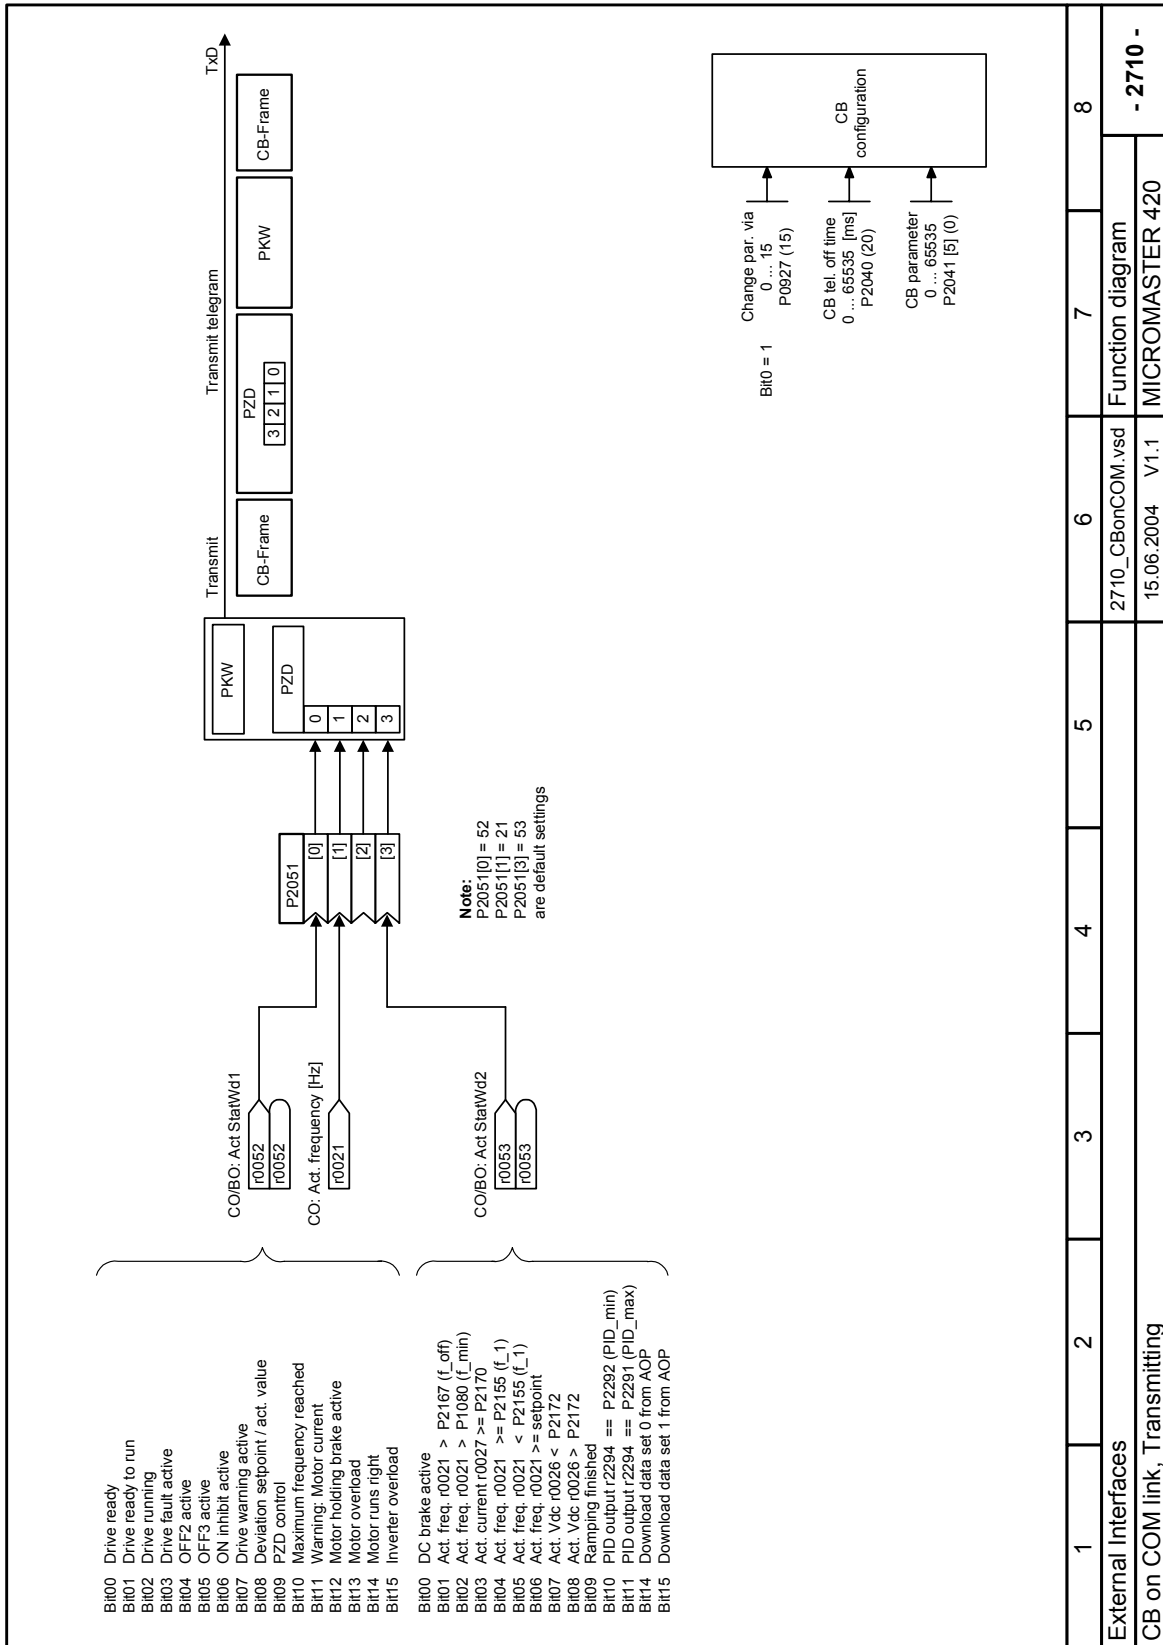 Bit00 Drive ready
Bit01 Drive ready to run
Bit02 Drive running
Bit03 Drive fault active
Bit04 OFF2 active
Bit05 OFF3 active
Bit06 ON inhibit active
Bit07 Drive warning active
Bit08 Deviation setpoint / act. value
Bit09 PZD control
Bit10 Maximum frequency reached
Bit11 Warning: Motor current
Bit12 Motor holding brake active
Bit13 Motor overload
Bit14 Motor runs right
Bit15 Inverter overload
Bit00 DC brake active
Bit01 Act. freq. r0021 > P2167 (f_off)
Bit02 Act. freq. r0021 > P1080 (f_min)
Bit03 Act. current r0027 >= P2170
Bit04 Act. freq. r0021 >= P2155 (f_1)
Bit05 Act. freq. r0021 < P2155 (f_1)
Bit06 Act. freq. r0021 >= setpoint
Bit07 Act. Vdc r0026 < P2172
Bit08 Act. Vdc r0026 > P2172
Bit09 Ramping finished
Bit10 PID output r2294 == P2292 (PID_min)
Bit11 PID output r2294 == P2291 (PID_max)
Bit14 Download data set 0 from AOP
Bit15 Download data set 1 from AOP
CO/BO: Act StatWd1
r0052
r0052
CO: Act. frequency [Hz]
r0021
CO/BO: Act StatWd2
r0053
r0053
P2051
[0]
[1]
[2]
[3]
Note:
P2051[0] = 52
P2051[1] = 21
P2051[3] = 53
are default settings
PKW
PZD
0
1
2
3
Transmit
Transmit telegram
TxD
CB-Frame
PZD
3 2 1 0
PKW
CB-Frame
Bit0 = 1
Change par. via
0 ... 15
P0927 (15)
CB tel. off time
0 ... 65535 [ms]
P2040 (20)
CB parameter
0 ... 65535
P2041 [5] (0)
CB
configuration
1 2 3 4 5 6 7 8
External Interfaces
2710_CBonCOM.vsd
Function diagram
- 2710 -
CB on COM link, Transmitting
15.06.2004 V1.1
MICROMASTER 420